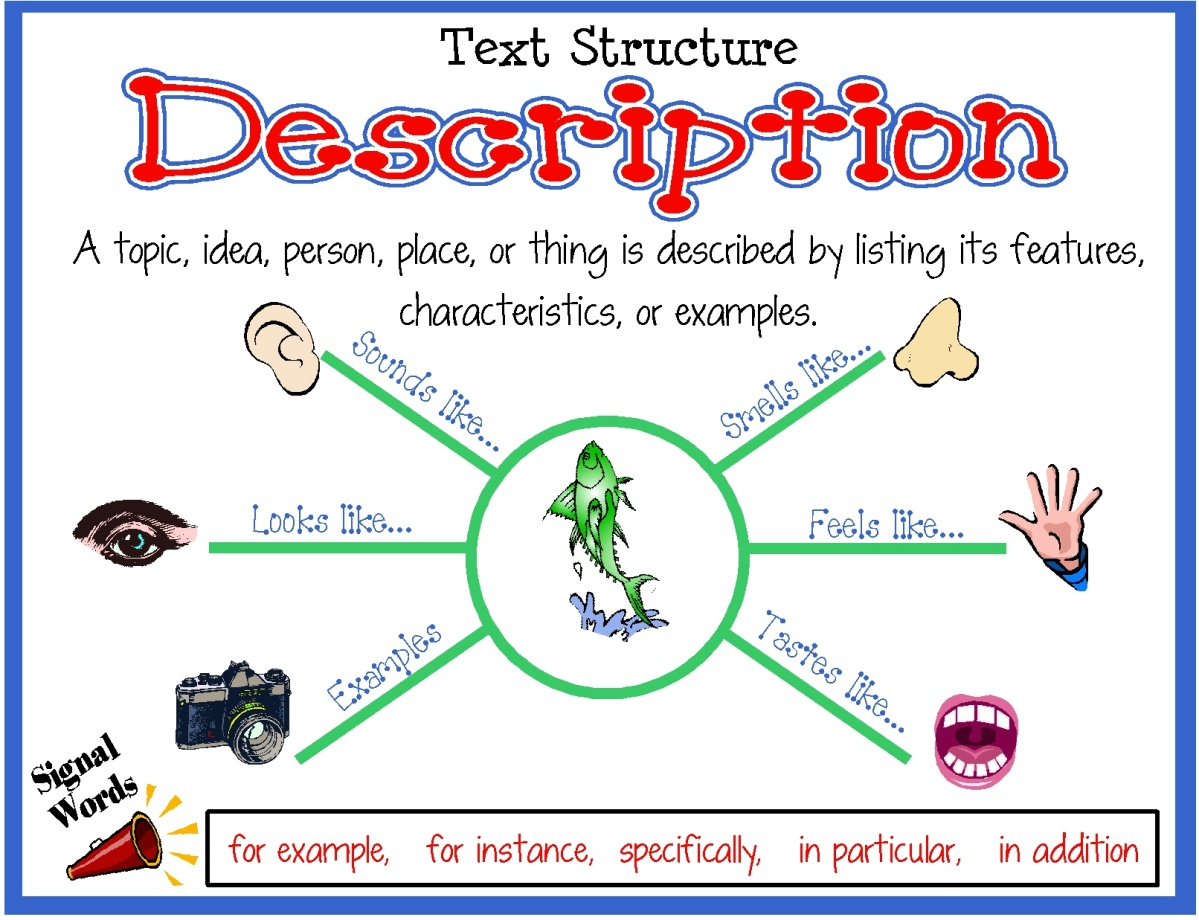 Text Structure
Description
A topic, idea, person, place, or thing is described by listing its features,
characteristics, or examples.
Sounds like...
Smells like...
Looks like...
Feels like...
Examples
Tastes like...
Signal
Words
for example, for instance, specifically, in particular, in addition